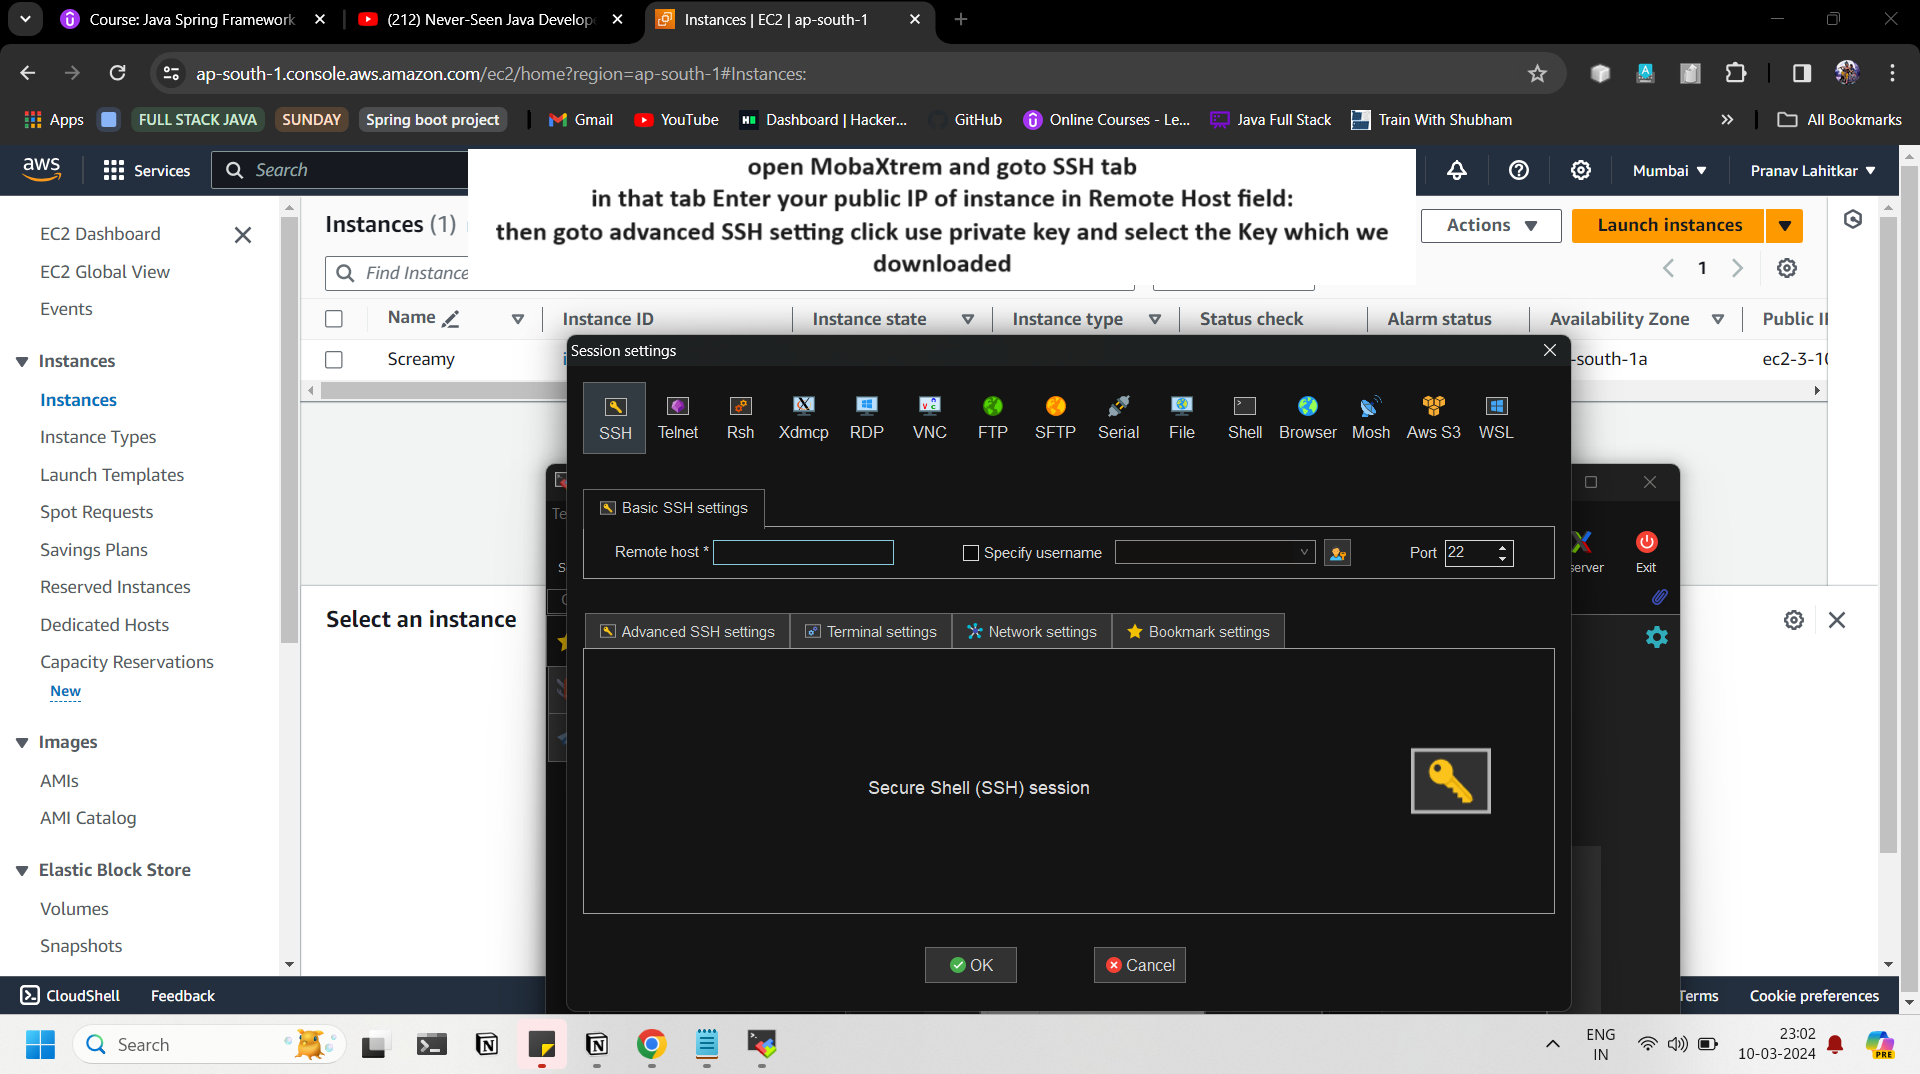 Course: Java Spring Framework
(212) Never-Seen Java Develop
Instances | EC2 | ap-south-1
ap-south-1.console.aws.amazon.com/ec2/home?region=ap-south-1#Instances:
Apps
FULL STACK JAVA
SUNDAY
Spring boot project
Gmail
YouTube
Dashboard | Hacker...
GitHub
Online Courses - Le...
Java Full Stack
Train With Shubham
All Bookmarks
aws
Services
Search
open MobaXtrem and goto SSH tab
in that tab Enter your public IP of instance in Remote Host field:
then goto advanced SSH setting click use private key and select the Key which we
downloaded
Mumbai
Pranav Lahitkar
EC2 Dashboard
EC2 Global View
Events
Instances
Instances
Instance Types
Launch Templates
Spot Requests
Savings Plans
Reserved Instances
Dedicated Hosts
Capacity Reservations
New
Images
AMIs
AMI Catalog
Elastic Block Store
Volumes
Snapshots
Instances (1)
Actions
Launch instances
Find Instance
1
Name
Instance ID
Instance state
Instance type
Status check
Alarm status
Availability Zone
Public I
Screamy
-south-1a
ec2-3-10
Session settings
SSH
Telnet
Rsh
Xdmcp
RDP
VNC
FTP
SFTP
Serial
File
Shell
Browser
Mosh
Aws S3
WSL
Basic SSH settings
Remote host *
Specify username
Port 22
Advanced SSH settings
Terminal settings
Network settings
Bookmark settings
Secure Shell (SSH) session
OK
Cancel
Te
server
Exit
Select an instance
CloudShell
Feedback
Terms
Cookie preferences
Search
ENG
IN
23:02
10-03-2024
PRE